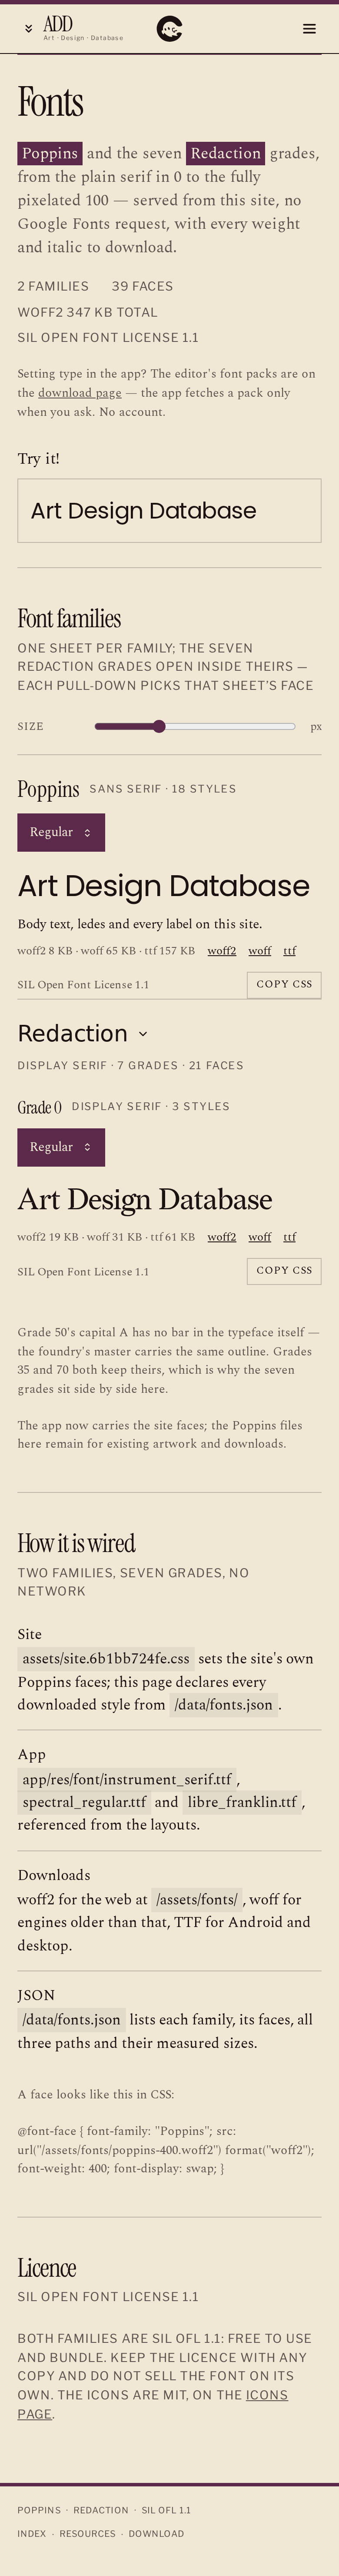 ADD
Art · Design · Database
Fonts
Poppins and the seven Redaction grades,
from the plain serif in 0 to the fully
pixelated 100 — served from this site, no
Google Fonts request, with every weight
and italic to download.
2 FAMILIES 39 FACES
WOFF2 347 KB TOTAL
SIL OPEN FONT LICENSE 1.1
Setting type in the app? The editor's font packs are on
the download page — the app fetches a pack only
when you ask. No account.
Try it!
Art Design Database
Font families
ONE SHEET PER FAMILY; THE SEVEN
REDACTION GRADES OPEN INSIDE THEIRS —
EACH PULL-DOWN PICKS THAT SHEET'S FACE
SIZE px
Poppins SANS SERIF · 18 STYLES
Regular
Art Design Database
Body text, ledes and every label on this site.
woff2 8 KB · woff 65 KB · ttf 157 KB woff2 woff ttf
SIL Open Font License 1.1 COPY CSS
Redaction
DISPLAY SERIF · 7 GRADES · 21 FACES
Grade 0 DISPLAY SERIF · 3 STYLES
Regular
Art Design Database
woff2 19 KB · woff 31 KB · ttf 61 KB woff2 woff ttf
SIL Open Font License 1.1 COPY CSS
Grade 50's capital A has no bar in the typeface itself —
the foundry's master carries the same outline. Grades
35 and 70 both keep theirs, which is why the seven
grades sit side by side here.
The app now carries the site faces; the Poppins files
here remain for existing artwork and downloads.
How it is wired
TWO FAMILIES, SEVEN GRADES, NO
NETWORK
Site
assets/site.6b1bb724fe.css sets the site's own
Poppins faces; this page declares every
downloaded style from /data/fonts.json .
App
app/res/font/instrument_serif.ttf ,
spectral_regular.ttf and libre_franklin.ttf ,
referenced from the layouts.
Downloads
woff2 for the web at /assets/fonts/ , woff for
engines older than that, TTF for Android and
desktop.
JSON
/data/fonts.json lists each family, its faces, all
three paths and their measured sizes.
A face looks like this in CSS:
@font-face { font-family: "Poppins"; src:
url("/assets/fonts/poppins-400.woff2") format("woff2");
font-weight: 400; font-display: swap; }
Licence
SIL OPEN FONT LICENSE 1.1
BOTH FAMILIES ARE SIL OFL 1.1: FREE TO USE
AND BUNDLE. KEEP THE LICENCE WITH ANY
COPY AND DO NOT SELL THE FONT ON ITS
OWN. THE ICONS ARE MIT, ON THE ICONS
PAGE.
POPPINS · REDACTION · SIL OFL 1.1
INDEX · RESOURCES · DOWNLOAD